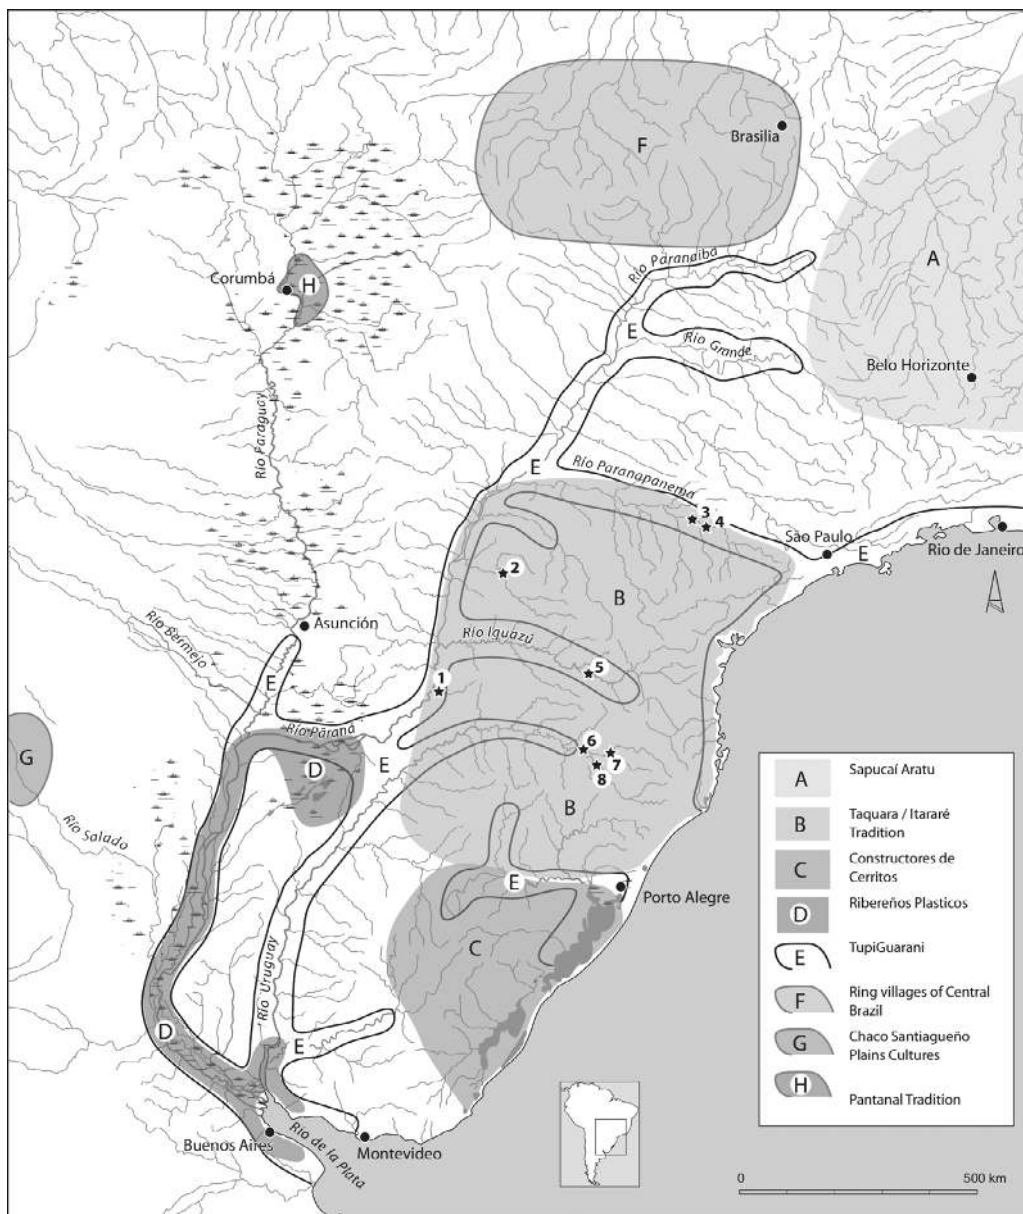 F
Brasilia
A
Río Paranaiba
Corumbá
H
E
Río Grande
Belo Horizonte
Río Paraguay
E
Río Paranapanema
3
4
São Paulo
E
Rio de Janeiro
2
B
Asunción
Río Bermejo
Río Iguazú
E
1
5
Río Paraná
G
D
E
6
7
8
B
Río Salado
E
Porto Alegre
C
Río Uruguay
D
E
Buenos Aires
Río de la Plata
Montevideo
A Sapucaí Aratu
B Taquara / Itararé
Tradition
C Constructores de
Cerritos
D Ribereños Plasticos
E TupiGuarani
F Ring villages of Central
Brazil
G Chaco Santiagueño
Plains Cultures
H Pantanal Tradition
0 500 km